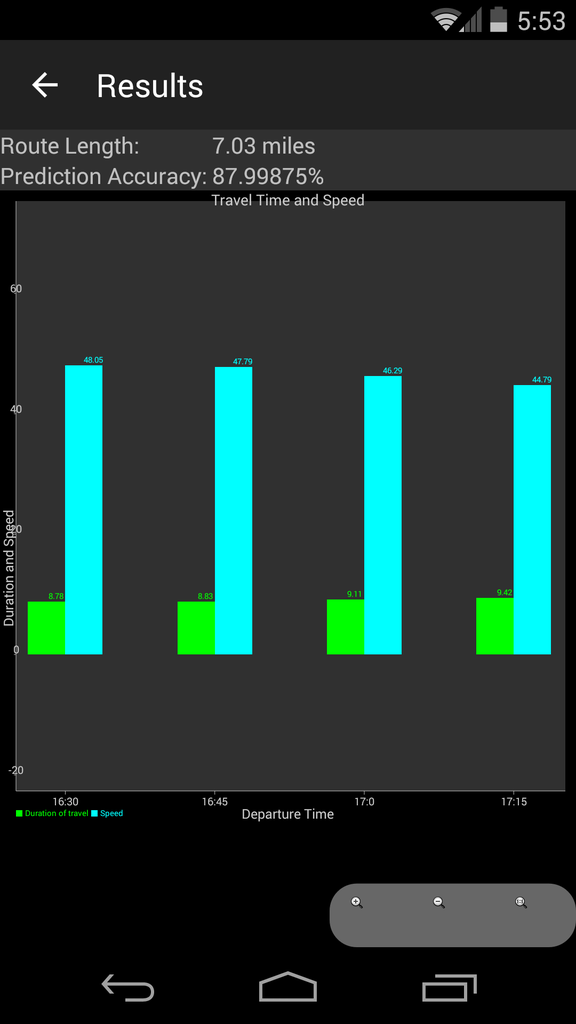 5:53
Results
Route Length: 7.03 miles
Prediction Accuracy: 87.99875%
Travel Time and Speed
60
40
20
0
-20
Duration and Speed
48.05
47.79
46.29
44.79
8.78
8.83
9.11
9.42
16:30 16:45 17:0 17:15
Duration of travel Speed
Departure Time